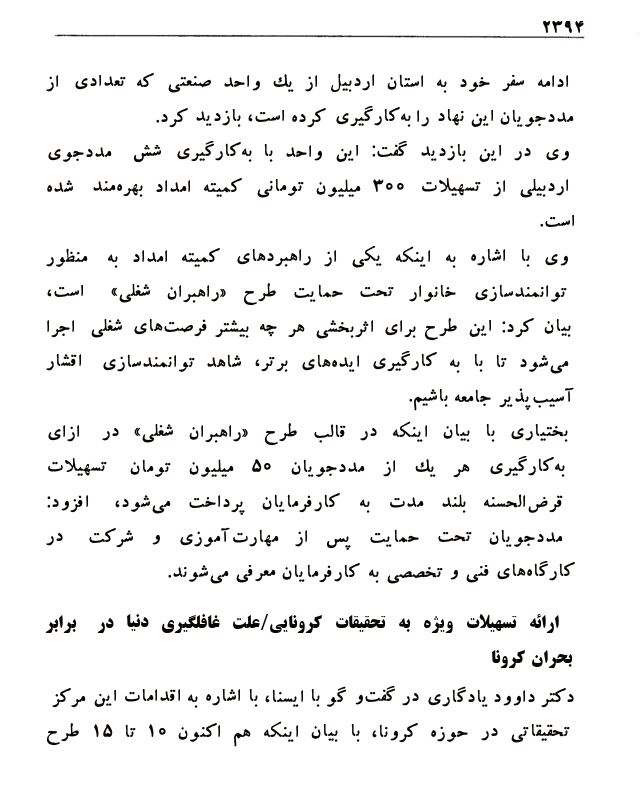 ۲۳۹۴
ادامه سفر خود به استان اردبیل از یك واحد صنعتی که تعدادی از
مددجویان این نهاد را به‌کارگیری کرده است، بازدید کرد.
وی در این بازدید گفت: این واحد با به‌کارگیری شش مددجوی
اردبیلی از تسهیلات ۳۰۰ میلیون تومانی کمیته امداد بهره‌مند شده
است.
وی با اشاره به اینکه یکی از راهبردهای کمیته امداد به منظور
توانمندسازی خانوار تحت حمایت طرح «راهبران شغلی» است،
بیان کرد: این طرح برای اثربخشی هر چه بیشتر فرصت‌های شغلی اجرا
می‌شود تا با به کارگیری ایده‌های برتر، شاهد توانمندسازی اقشار
آسیب‌پذیر جامعه باشیم.
بختیاری با بیان اینکه در قالب طرح «راهبران شغلی» در ازای
به‌کارگیری هر یك از مددجویان ۵۰ میلیون تومان تسهیلات
قرض‌الحسنه بلند مدت به کارفرمایان پرداخت می‌شود، افزود:
مددجویان تحت حمایت پس از مهارت‌آموزی و شرکت در
کارگاه‌های فنی و تخصصی به کارفرمایان معرفی می‌شوند.
ارائه تسهیلات ویژه به تحقیقات کرونایی/علت غافلگیری دنیا در برابر
بحران کرونا
دکتر داوود یادگاری در گفت‌و گو با ایسنا، با اشاره به اقدامات این مرکز
تحقیقاتی در حوزه کرونا، با بیان اینکه هم اکنون ۱۰ تا ۱۵ طرح